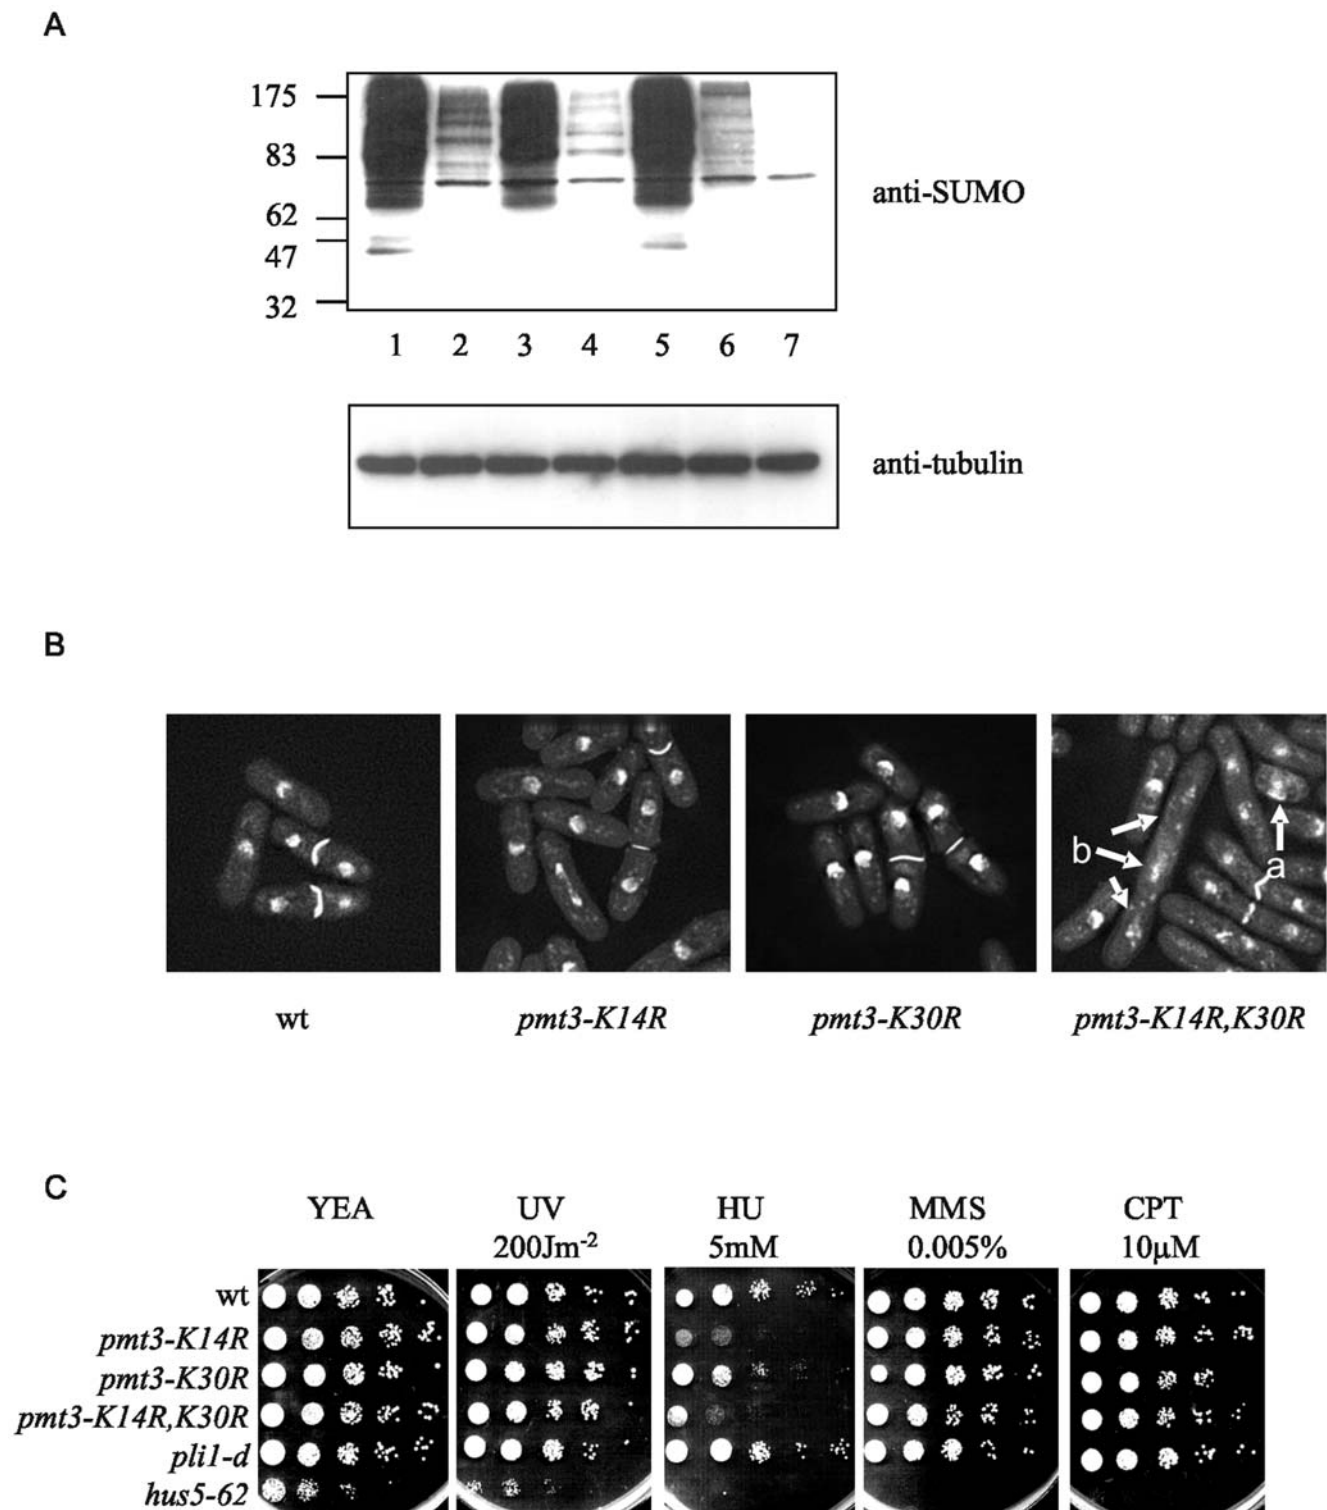 A
175
83
62
47
32
anti-SUMO
1 2 3 4 5 6 7
anti-tubulin
B
b
a
wt pmt3-K14R pmt3-K30R pmt3-K14R,K30R
C
YEA UV HU MMS CPT
200Jm-2 5mM 0.005% 10µM
wt
pmt3-K14R
pmt3-K30R
pmt3-K14R,K30R
pli1-d
hus5-62